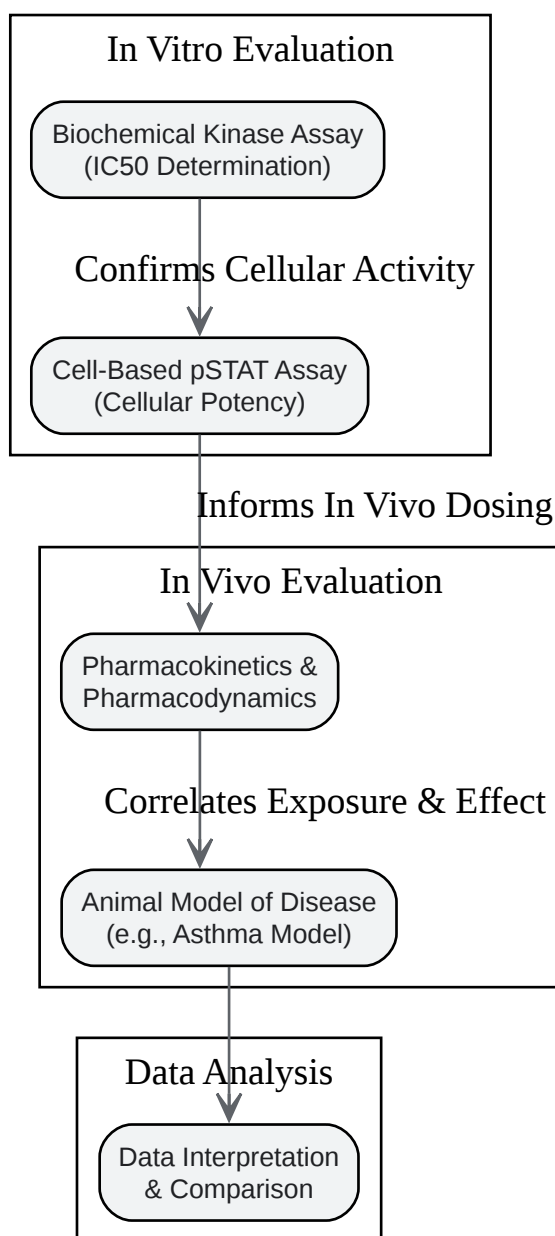 In Vitro Evaluation
Biochemical Kinase Assay
(IC50 Determination)
Confirms Cellular Activity
Cell-Based pSTAT Assay
(Cellular Potency)
Informs In Vivo Dosing
In Vivo Evaluation
Pharmacokinetics &
Pharmacodynamics
Correlates Exposure & Effect
Animal Model of Disease
(e.g., Asthma Model)
Data Analysis
Data Interpretation
& Comparison